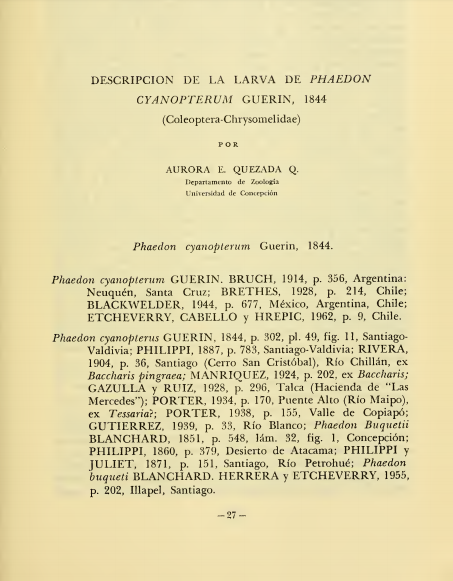 DESCRIPCION DE LA LARVA DE PHAEDON
CYANOPTERUM GUERIN, 1844
(Coleoptera-Chrysomelidae)
POR
AURORA E. QUEZADA Q.
Departamento de Zoología
Universidad de Concepción
Phaedon cyanopterum Guerin, 1844.
Phaedon cyanopterum GUERIN. BRUCH, 1914, p. 356, Argentina:
Neuquén, Santa Cruz; BRETHES, 1928, p. 214, Chile;
BLACKWELDER, 1944, p. 677, México, Argentina, Chile;
ETCHEVERRY, CABELLO y HREPIC, 1962, p. 9, Chile.
Phaedon cyanopterus GUERIN, 1844, p. 302, pl. 49, fig. 11, Santiago-
Valdivia; PHILIPPI, 1887, p. 783, Santiago-Valdivia; RIVERA,
1904, p. 36, Santiago (Cerro San Cristóbal), Río Chillán, ex
Baccharis pingraea; MANRIQUEZ, 1924, p. 202, ex Baccharis;
GAZULLA y RUIZ, 1928, p. 296, Talca (Hacienda de "Las
Mercedes"); PORTER, 1934, p. 170, Puente Alto (Río Maipo),
ex Tessaria?; PORTER, 1938, p. 155, Valle de Copiapó;
GUTIERREZ, 1939, p. 33, Río Blanco; Phaedon Buquetii
BLANCHARD, 1851, p. 548, lám. 32, fig. 1, Concepción;
PHILIPPI, 1860, p. 379, Desierto de Atacama; PHILIPPI y
JULIET, 1871, p. 151, Santiago, Río Petrohué; Phaedon
buqueti BLANCHARD. HERRERA y ETCHEVERRY, 1955,
p. 202, Illapel, Santiago.
— 27 —